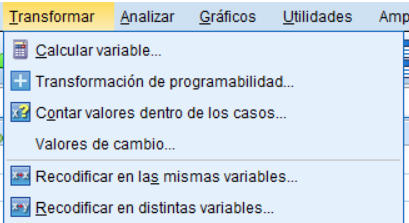 Transformar Analizar Gráficos Utilidades Amp
Calcular variable...
Transformación de programabilidad...
Contar valores dentro de los casos...
Valores de cambio...
Recodificar en las mismas variables...
Recodificar en distintas variables...